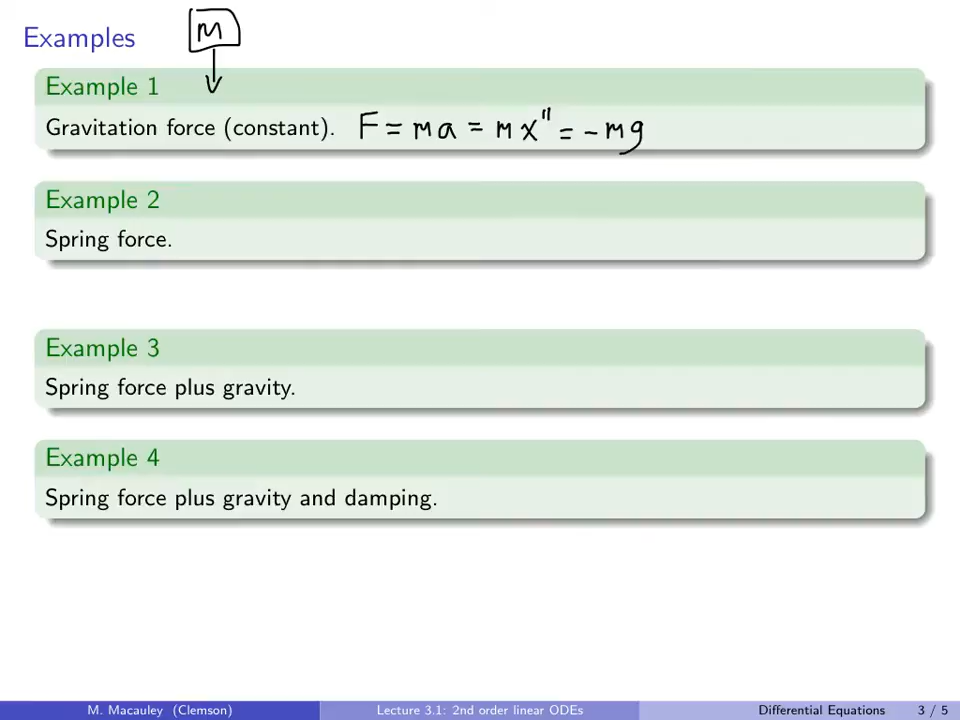 Examples
m
Example 1
Gravitation force (constant). F = ma = mx" = -mg
Example 2
Spring force.
Example 3
Spring force plus gravity.
Example 4
Spring force plus gravity and damping.
M. Macauley (Clemson) Lecture 3.1: 2nd order linear ODEs Differential Equations 3 / 5